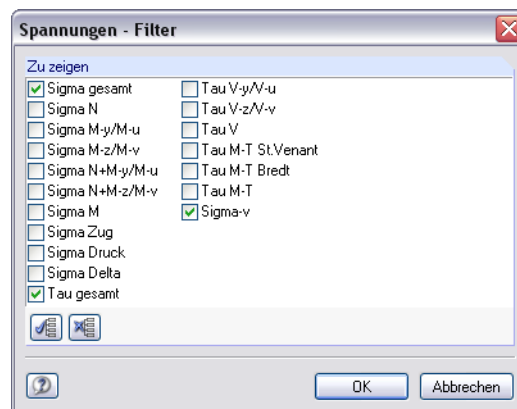 Spannungen - Filter
Zu zeigen
Sigma gesamt
Sigma N
Sigma M-y/M-u
Sigma M-z/M-v
Sigma N+M-y/M-u
Sigma N+M-z/M-v
Sigma M
Sigma Zug
Sigma Druck
Sigma Delta
Tau gesamt
Tau V-y/V-u
Tau V-z/V-v
Tau V
Tau M-T St.Venant
Tau M-T Bredt
Tau M-T
Sigma-v
OK
Abbrechen